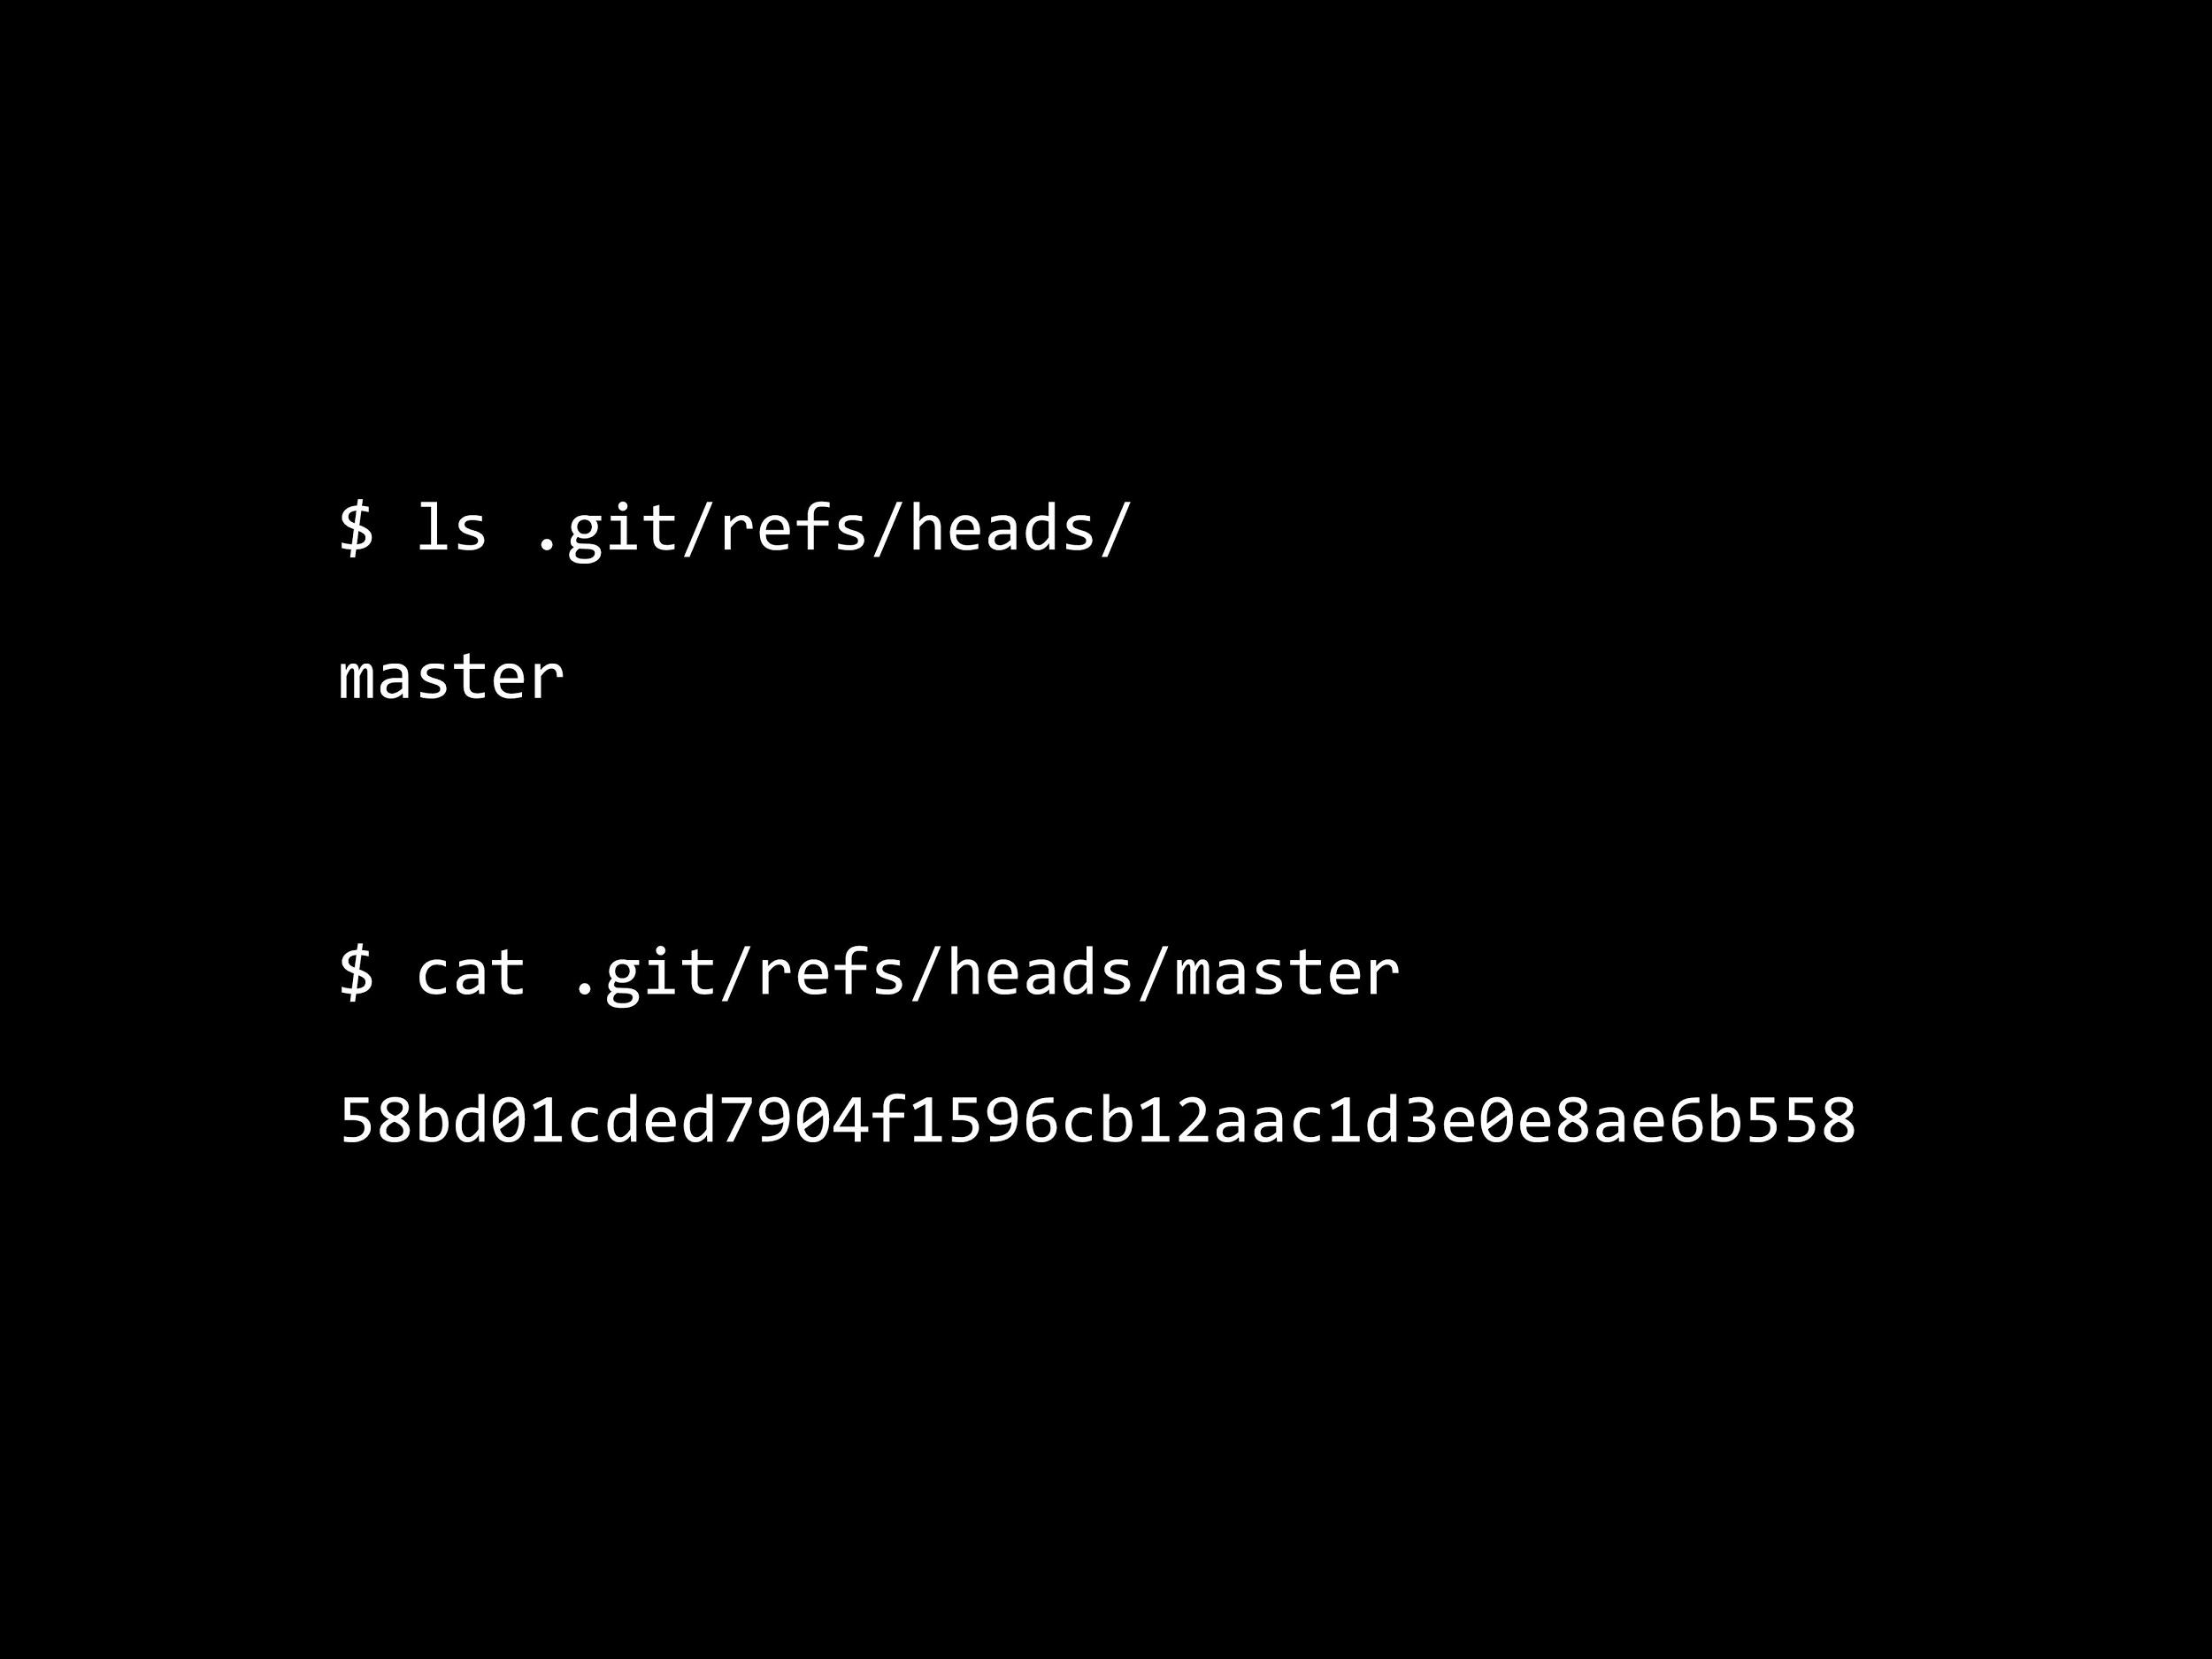 $ ls .git/refs/heads/
master
$ cat .git/refs/heads/master
58bd01cded7904f1596cb12aac1d3e0e8ae6b558